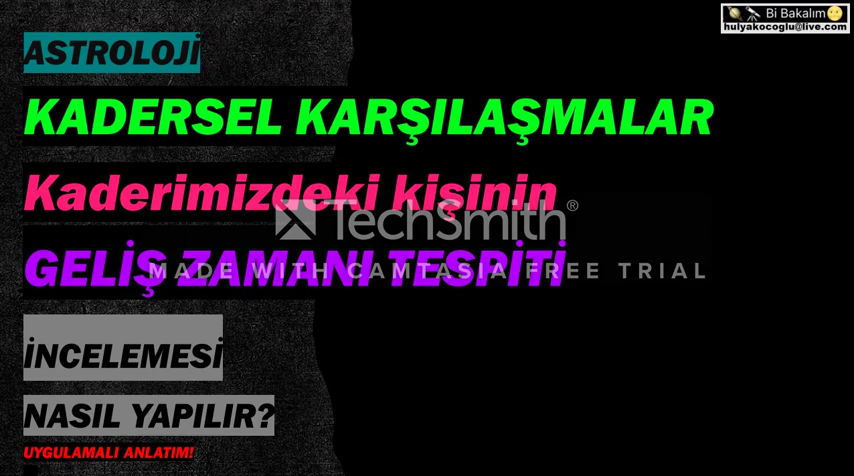 Bi Bakalım
hulyakocoglu@live.com
ASTROLOJİ
KADERSEL KARŞILAŞMALAR
Kaderimizdeki kişinin
TechSmith®
GELİŞ ZAMANI TESPİTİ
MADE WITH CAMTASIA FREE TRIAL
İNCELEMESİ
NASIL YAPILIR?
UYGULAMALI ANLATIM!